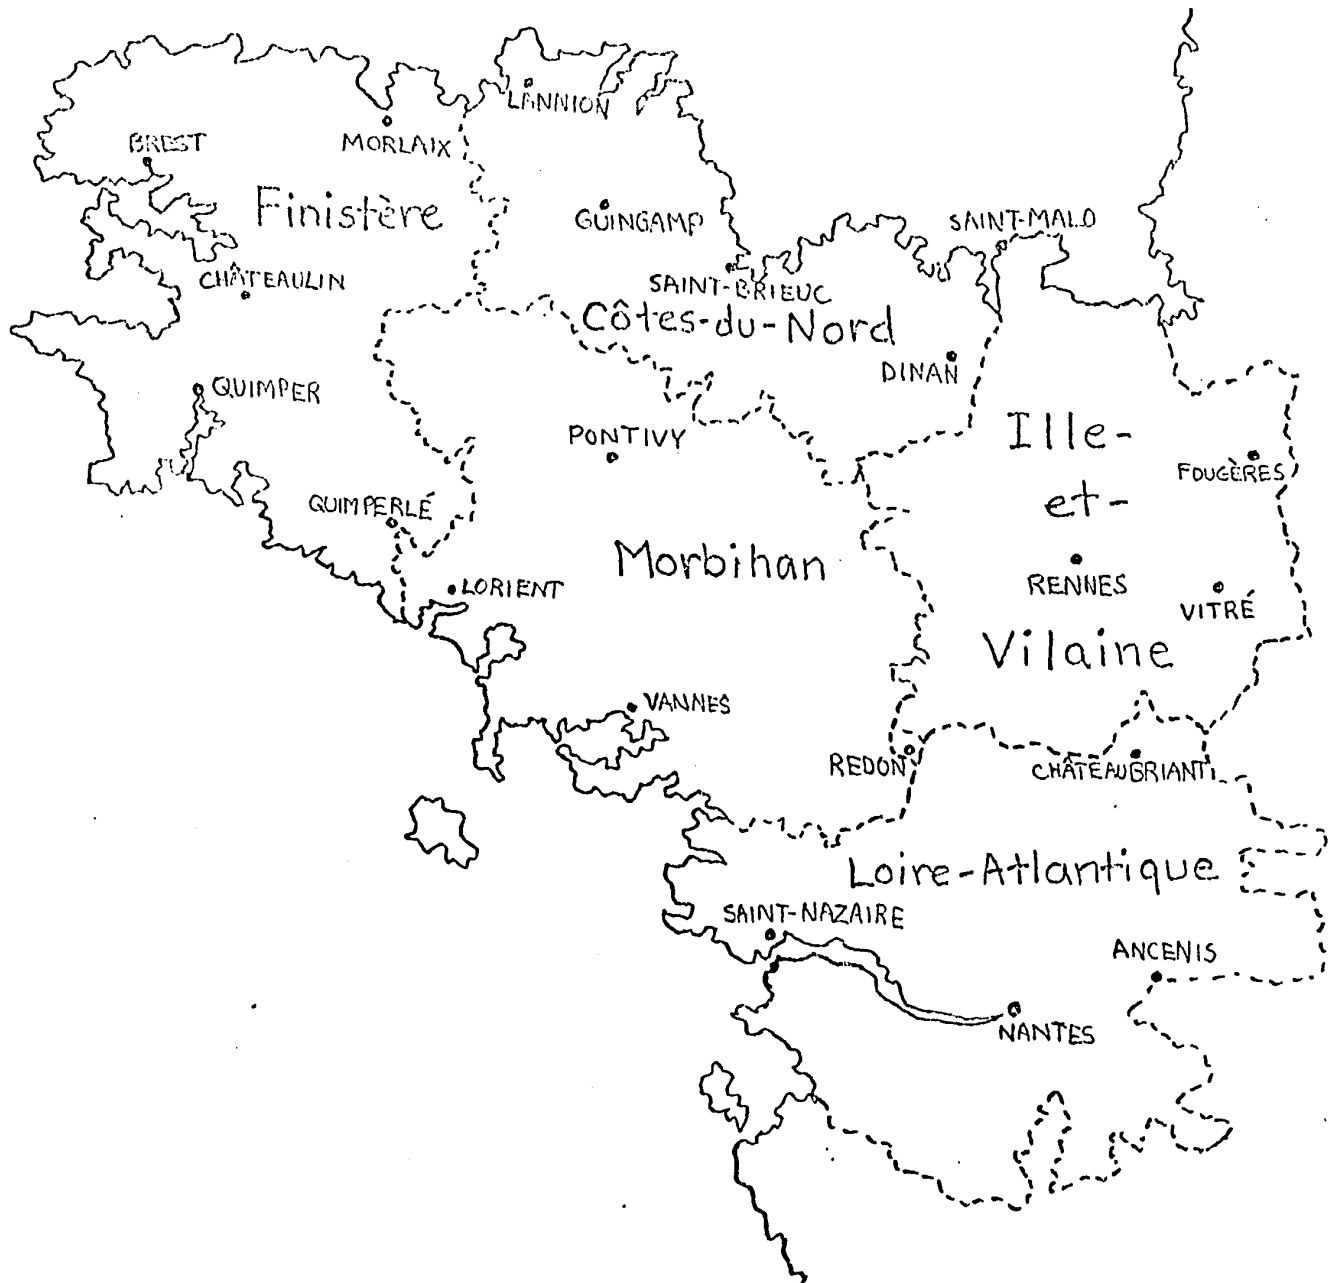 LANNION
BREST
MORLAIX
Finistère
GUINGAMP
SAINT-MALO
CHÂTEAULIN
SAINT-BRIEUC
Côtes-du-Nord
DINAN
QUIMPER
PONTIVY
Ille-
et-
Vilaine
FOUGÈRES
QUIMPERLÉ
Morbihan
LORIENT
RENNES
VITRÉ
VANNES
REDON
CHÂTEAUBRIANT
Loire-Atlantique
SAINT-NAZAIRE
ANCENIS
NANTES